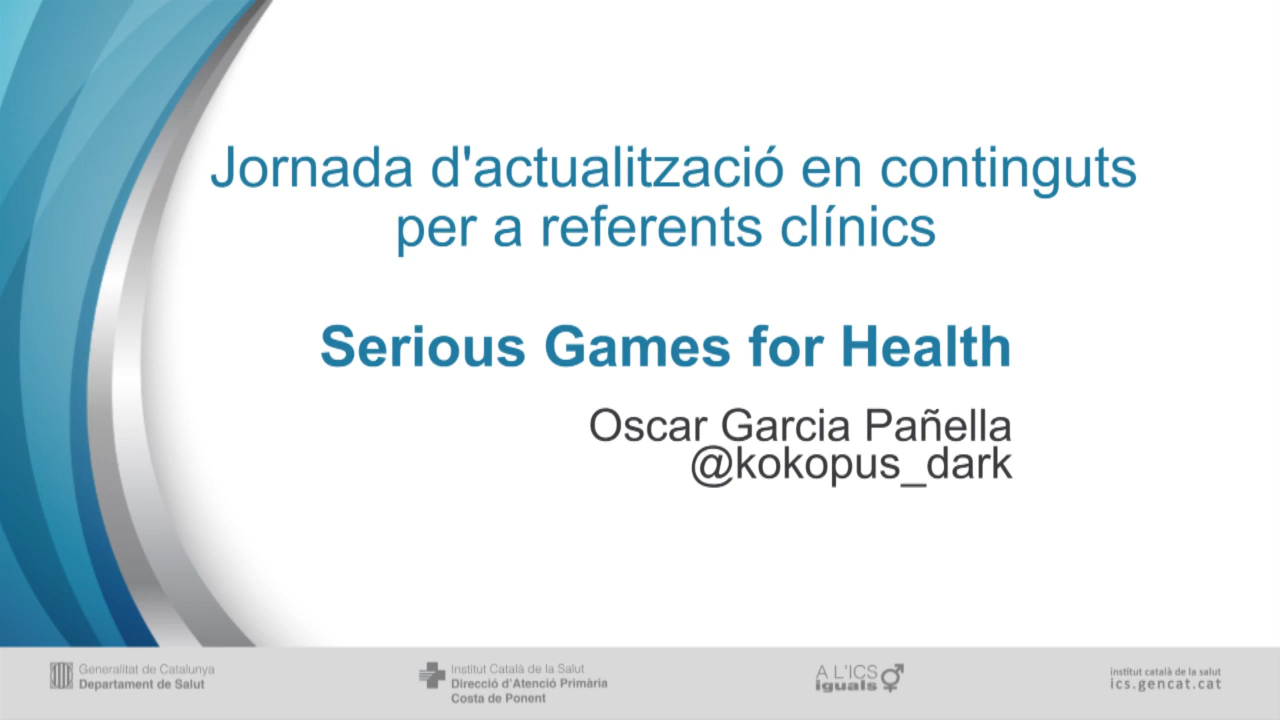 Jornada d'actualització en continguts
per a referents clínics
Serious Games for Health
Oscar Garcia Pañella
@kokopus_dark
Generalitat de Catalunya
Departament de Salut
Institut Català de la Salut
Direcció d'Atenció Primària
Costa de Ponent
A L'ICS
iguals
institut català de la salut
ics.gencat.cat